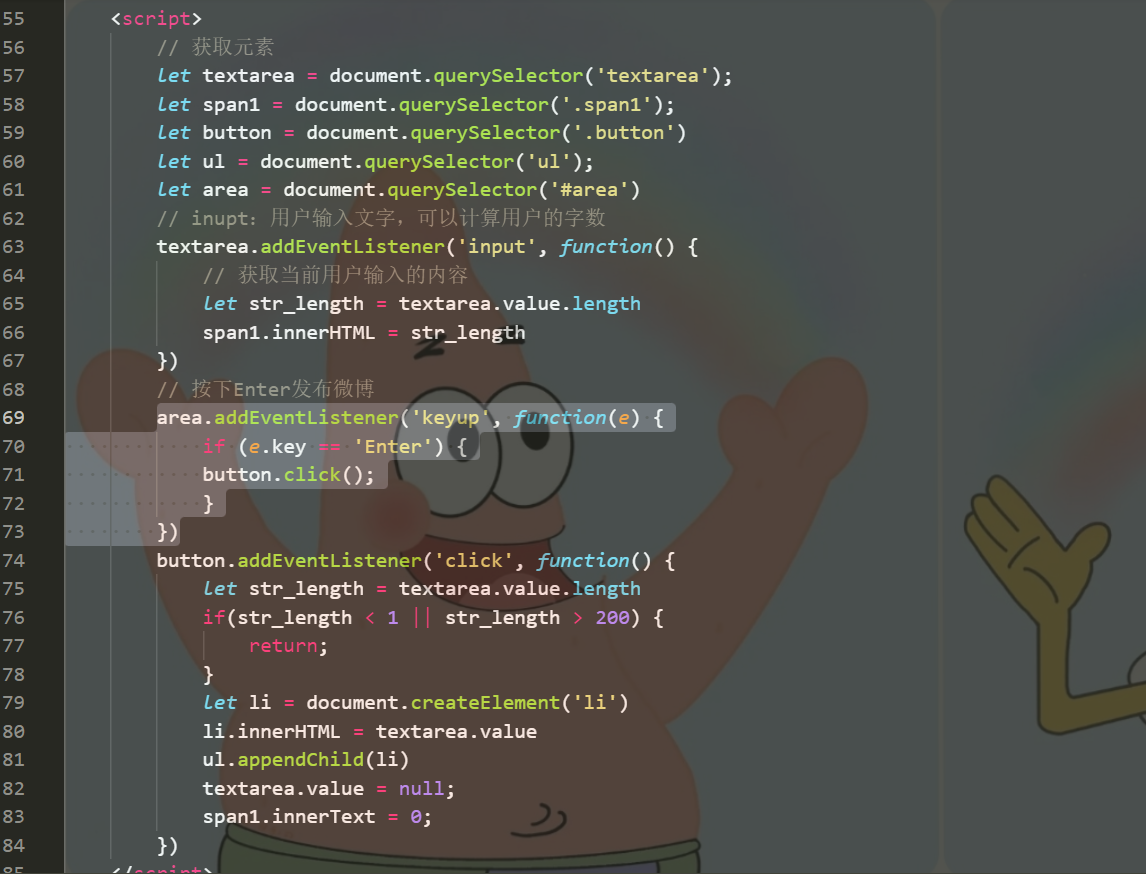 55 <script>
56 // 获取元素
57 let textarea = document.querySelector('textarea');
58 let span1 = document.querySelector('.span1');
59 let button = document.querySelector('.button')
60 let ul = document.querySelector('ul');
61 let area = document.querySelector('#area')
62 // inupt：用户输入文字，可以计算用户的字数
63 textarea.addEventListener('input', function() {
64 // 获取当前用户输入的内容
65 let str_length = textarea.value.length
66 span1.innerHTML = str_length
67 })
68 // 按下Enter发布微博
69 area.addEventListener('keyup', function(e) {
70 if (e.key == 'Enter') {
71 button.click();
72 }
73 })
74 button.addEventListener('click', function() {
75 let str_length = textarea.value.length
76 if(str_length < 1 || str_length > 200) {
77 return;
78 }
79 let li = document.createElement('li')
80 li.innerHTML = textarea.value
81 ul.appendChild(li)
82 textarea.value = null;
83 span1.innerText = 0;
84 })
85 </script>